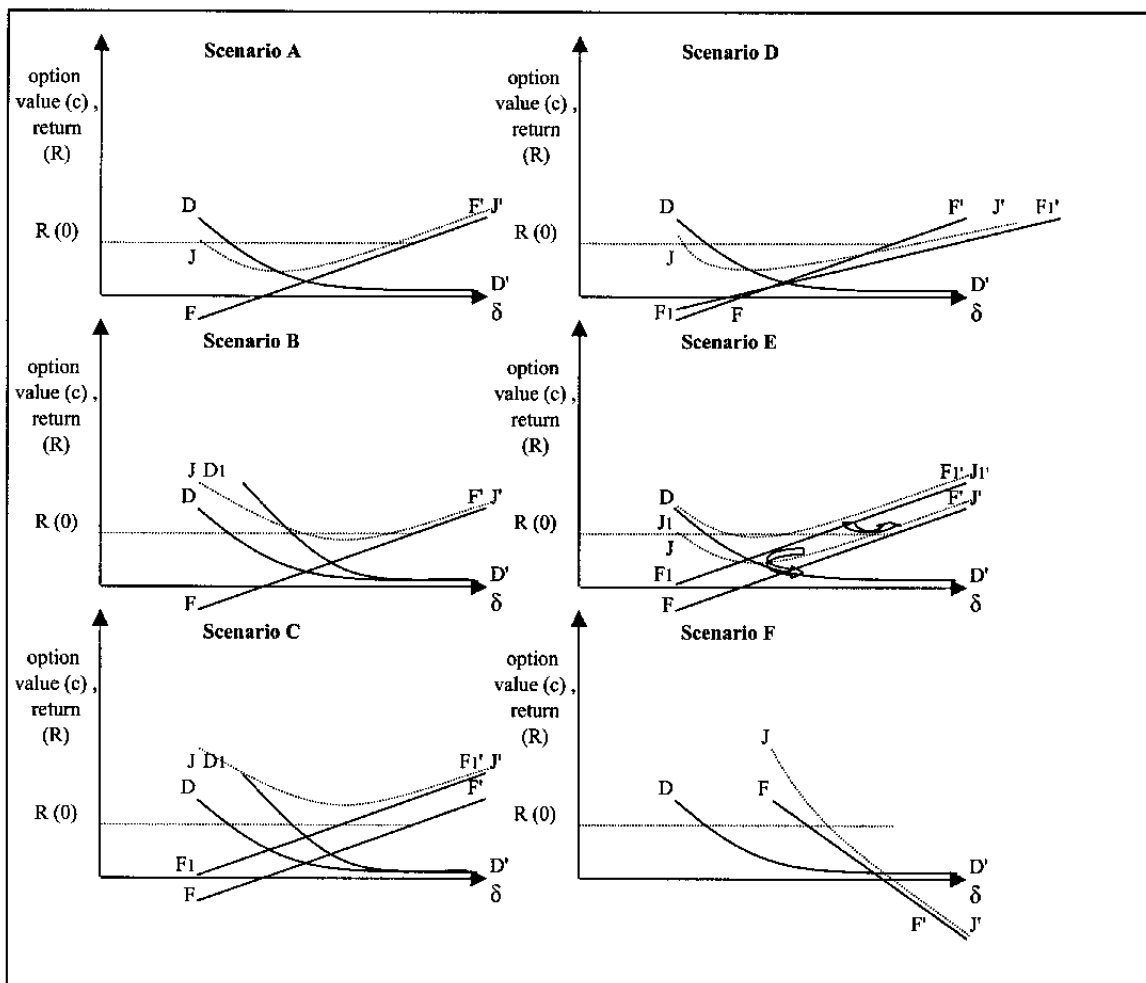 Scenario A
option
value (c) ,
return
(R)
D
F' J'
R (0)
J
D'
F
δ
Scenario B
option
value (c) ,
return
(R)
J D1
D
F' J'
R (0)
D'
F
δ
Scenario C
option
value (c) ,
return
(R)
J D1
F1' J'
D
F'
R (0)
F1
D'
F
δ
Scenario D
option
value (c) ,
return
(R)
D
F'
J'
F1'
R (0)
J
D'
F1
F
δ
Scenario E
option
value (c) ,
return
(R)
F1' J1'
D
F' J'
J1
R (0)
J
F1
D'
F
δ
Scenario F
option
value (c) ,
return
(R)
J
D
F
R (0)
D'
δ
F'
J'